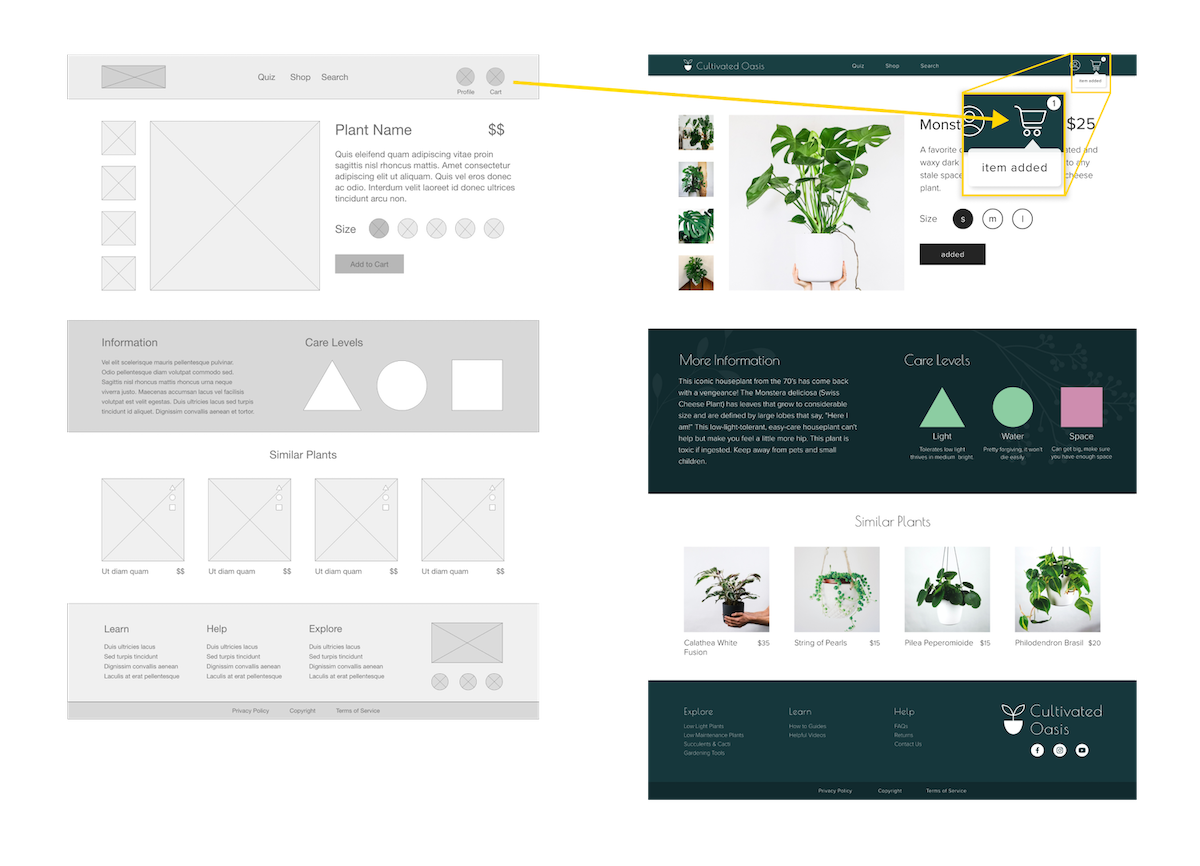 Quiz Shop Search
Profile Cart
Plant Name $$
Quis eleifend quam adipiscing vitae proin
sagittis nisl rhoncus mattis. Amet consectetur
adipiscing elit ut aliquam. Quis vel eros donec
ac odio. Interdum velit laoreet id donec ultrices
tincidunt arcu non.
Size
Add to Cart
Information
Vel elit scelerisque mauris pellentesque pulvinar.
Odio pellentesque diam volutpat commodo sed.
Sagittis nisl rhoncus mattis rhoncus urna neque
viverra justo. Maecenas accumsan lacus vel facilisis
volutpat est velit egestas. Duis ultricies lacus sed turpis
tincidunt id aliquet. Dignissim convallis aenean et tortor.
Care Levels
Similar Plants
Ut diam quam $$
Ut diam quam $$
Ut diam quam $$
Ut diam quam $$
Learn
Duis ultricies lacus
Sed turpis tincidunt
Dignissim convallis aenean
Laculis at erat pellentesque
Help
Duis ultricies lacus
Sed turpis tincidunt
Dignissim convallis aenean
Laculis at erat pellentesque
Explore
Duis ultricies lacus
Sed turpis tincidunt
Dignissim convallis aenean
Laculis at erat pellentesque
Privacy Policy Copyright Terms of Service
Cultivated Oasis
Quiz Shop Search
item added
1
item added
$25
A favorite
waxy dark
stale
plant.
and
to any
cheese
Size s m l
added
More Information
This iconic houseplant from the 70's has come back
with a vengeance! The Monstera deliciosa (Swiss
Cheese Plant) has leaves that grow to considerable
size and are defined by large lobes that say, "Here I
am!" This low-light-tolerant, easy-care houseplant can't
help but make you feel a little more hip. This plant is
toxic if ingested. Keep away from pets and small
children.
Care Levels
Light
Tolerates low light
thrives in medium bright.
Water
Pretty forgiving, it won't
die easily.
Space
Can get big, make sure
you have enough space
Similar Plants
Calathea White $35
Fusion
String of Pearls $15
Pilea Peperomioide $15
Philodendron Brasil $20
Explore
Low Light Plants
Low Maintenance Plants
Succulents & Cacti
Gardening Tools
Learn
How to Guides
Helpful Videos
Help
FAQs
Returns
Contact Us
Cultivated
Oasis
Privacy Policy Copyright Terms of Service